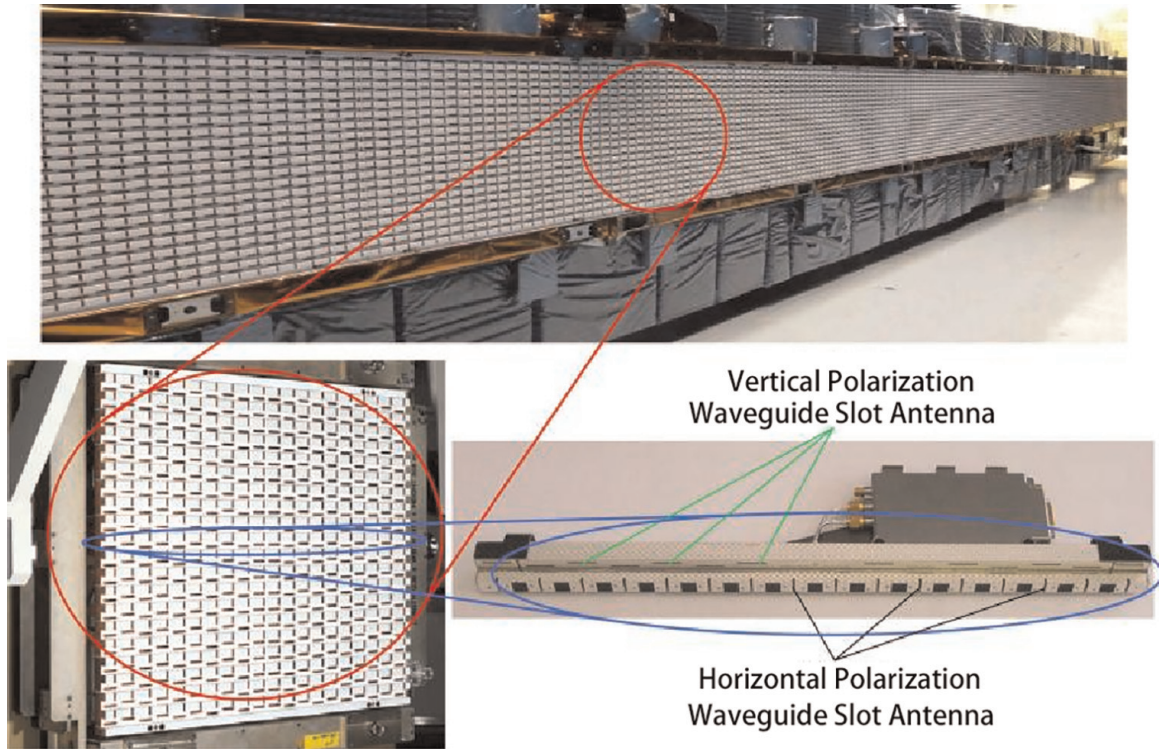 Vertical Polarization
Waveguide Slot Antenna
Horizontal Polarization
Waveguide Slot Antenna